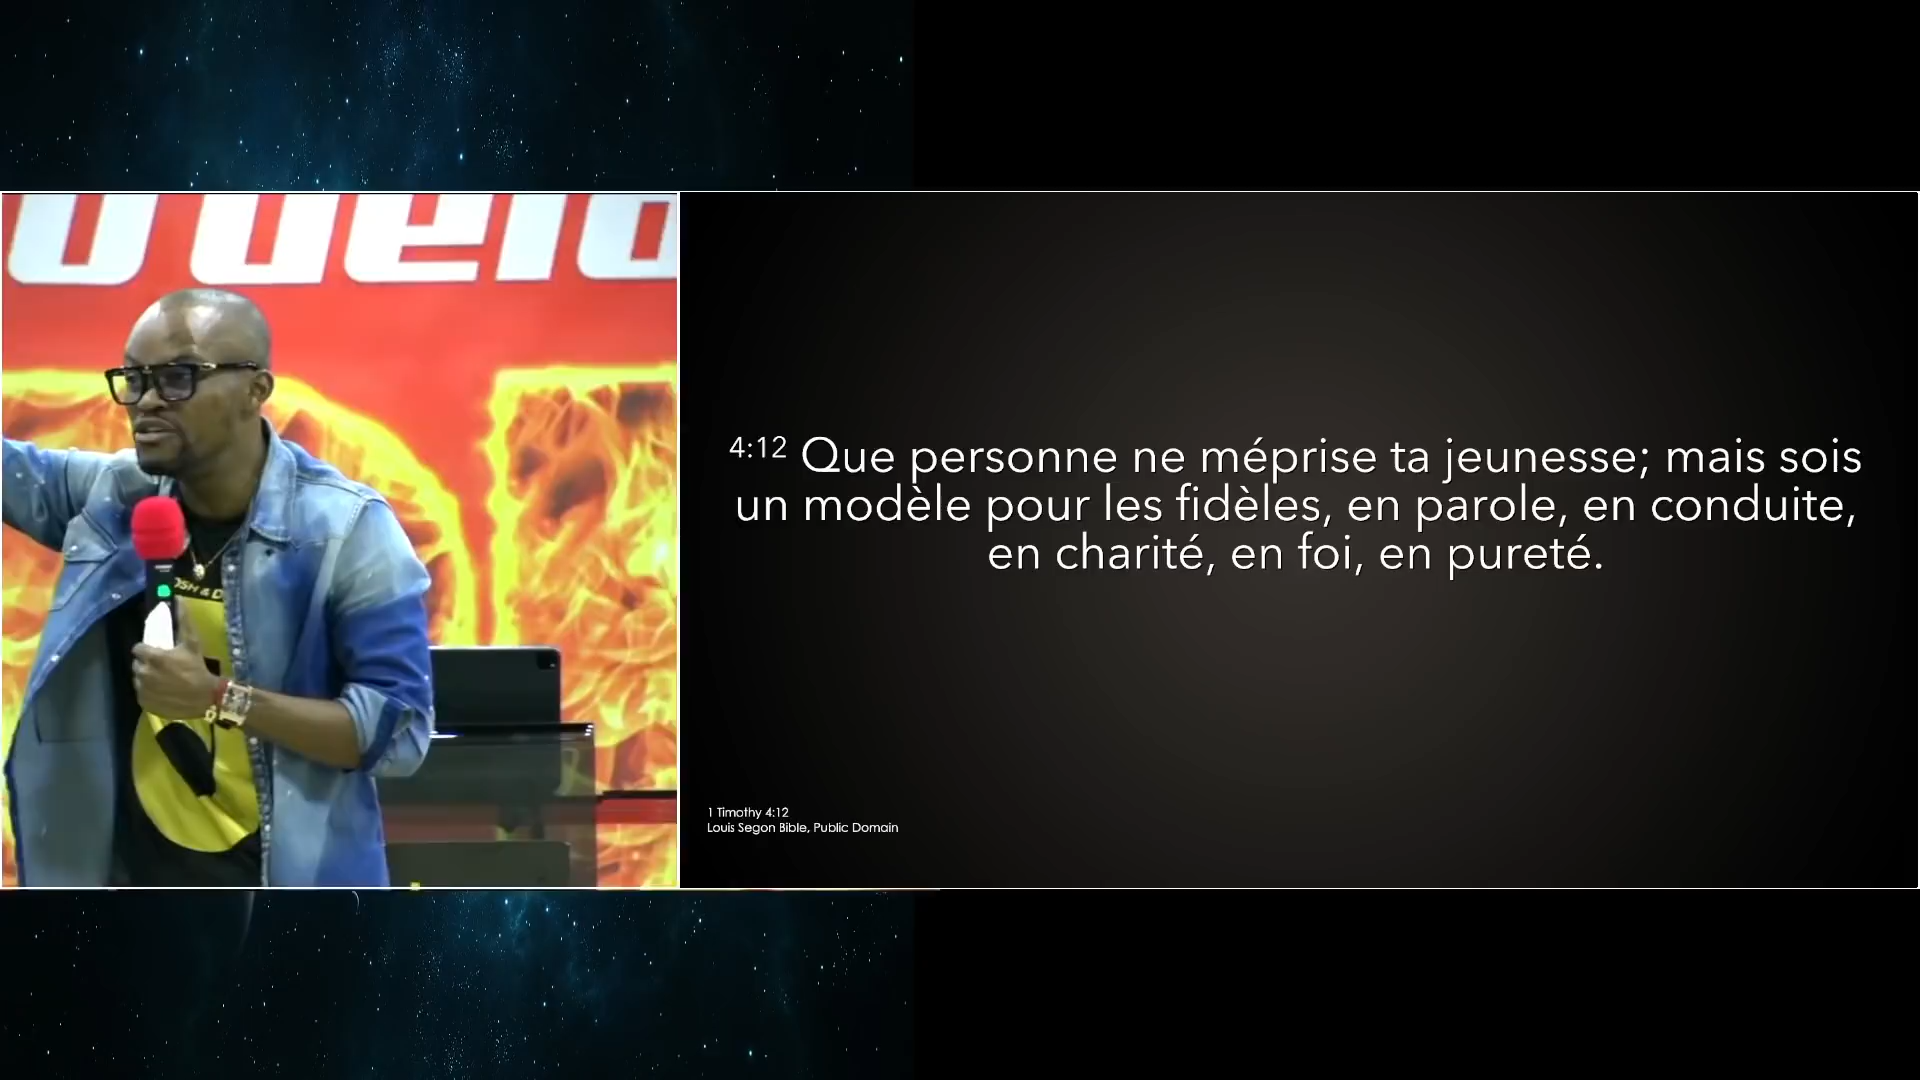 4:12 Que personne ne méprise ta jeunesse; mais sois
un modèle pour les fidèles, en parole, en conduite,
en charité, en foi, en pureté.
1 Timothy 4:12
Louis Segon Bible, Public Domain